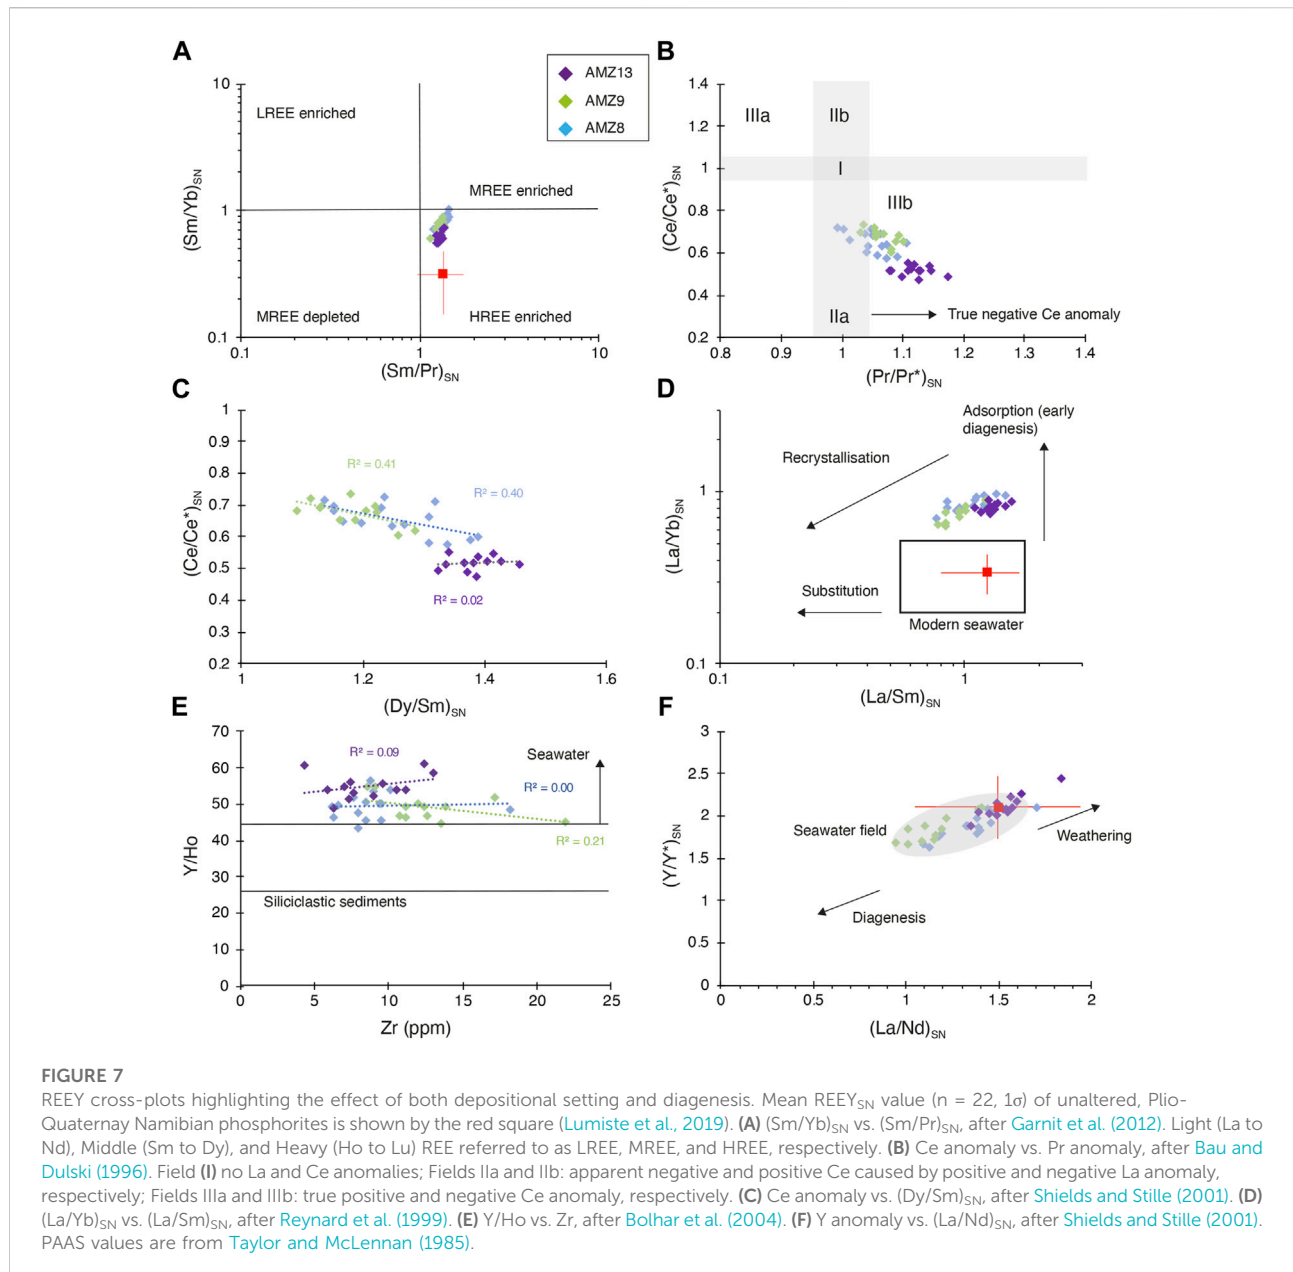 A
10
LREE enriched
(Sm/Yb)SN
1
MREE enriched
MREE depleted
HREE enriched
0.1
0.1
1
10
(Sm/Pr)SN
AMZ13
AMZ9
AMZ8
B
1.4
1.2
1
0.8
0.6
0.4
0.2
(Ce/Ce*)SN
IIIa
IIb
I
IIIb
IIa
True negative Ce anomaly
0.8
0.9
1
1.1
1.2
1.3
1.4
(Pr/Pr*)SN
C
1
0.9
0.8
0.7
0.6
0.5
0.4
0.3
0.2
(Ce/Ce*)SN
R² = 0.41
R² = 0.40
R² = 0.02
1
1.2
1.4
1.6
(Dy/Sm)SN
D
Adsorption (early
diagenesis)
Recrystallisation
1
(La/Yb)SN
Substitution
Modern seawater
0.1
0.1
1
(La/Sm)SN
E
70
60
50
40
30
20
10
0
Y/Ho
R² = 0.09
Seawater
R² = 0.00
R² = 0.21
Siliciclastic sediments
0
5
10
15
20
25
Zr (ppm)
F
3
2.5
2
1.5
1
0.5
0
(Y/Y*)SN
Seawater field
Weathering
Diagenesis
0
0.5
1
1.5
2
(La/Nd)SN
FIGURE 7
REEY cross-plots highlighting the effect of both depositional setting and diagenesis. Mean REEYSN value (n = 22, 1σ) of unaltered, Plio-
Quaternay Namibian phosphorites is shown by the red square (Lumiste et al., 2019). (A) (Sm/Yb)SN vs. (Sm/Pr)SN, after Garnit et al. (2012). Light (La to
Nd), Middle (Sm to Dy), and Heavy (Ho to Lu) REE referred to as LREE, MREE, and HREE, respectively. (B) Ce anomaly vs. Pr anomaly, after Bau and
Dulski (1996). Field (I) no La and Ce anomalies; Fields IIa and IIb: apparent negative and positive Ce caused by positive and negative La anomaly,
respectively; Fields IIIa and IIIb: true positive and negative Ce anomaly, respectively. (C) Ce anomaly vs. (Dy/Sm)SN, after Shields and Stille (2001). (D)
(La/Yb)SN vs. (La/Sm)SN, after Reynard et al. (1999). (E) Y/Ho vs. Zr, after Bolhar et al. (2004). (F) Y anomaly vs. (La/Nd)SN, after Shields and Stille (2001).
PAAS values are from Taylor and McLennan (1985).